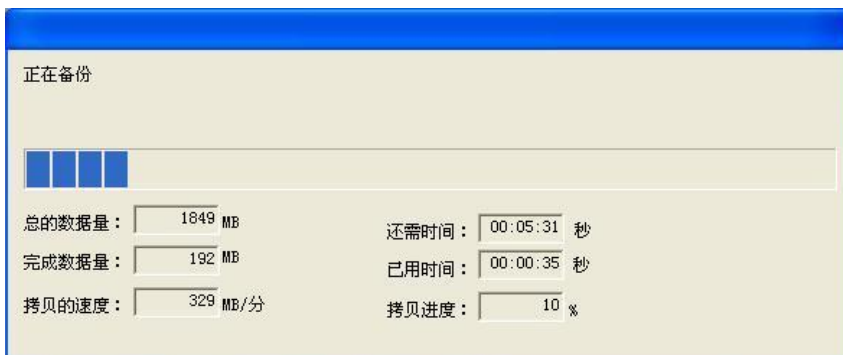 正在备份
总的数据量： 1849 MB 还需时间： 00:05:31 秒
完成数据量： 192 MB 已用时间： 00:00:35 秒
拷贝的速度： 329 MB/分 拷贝进度： 10 %